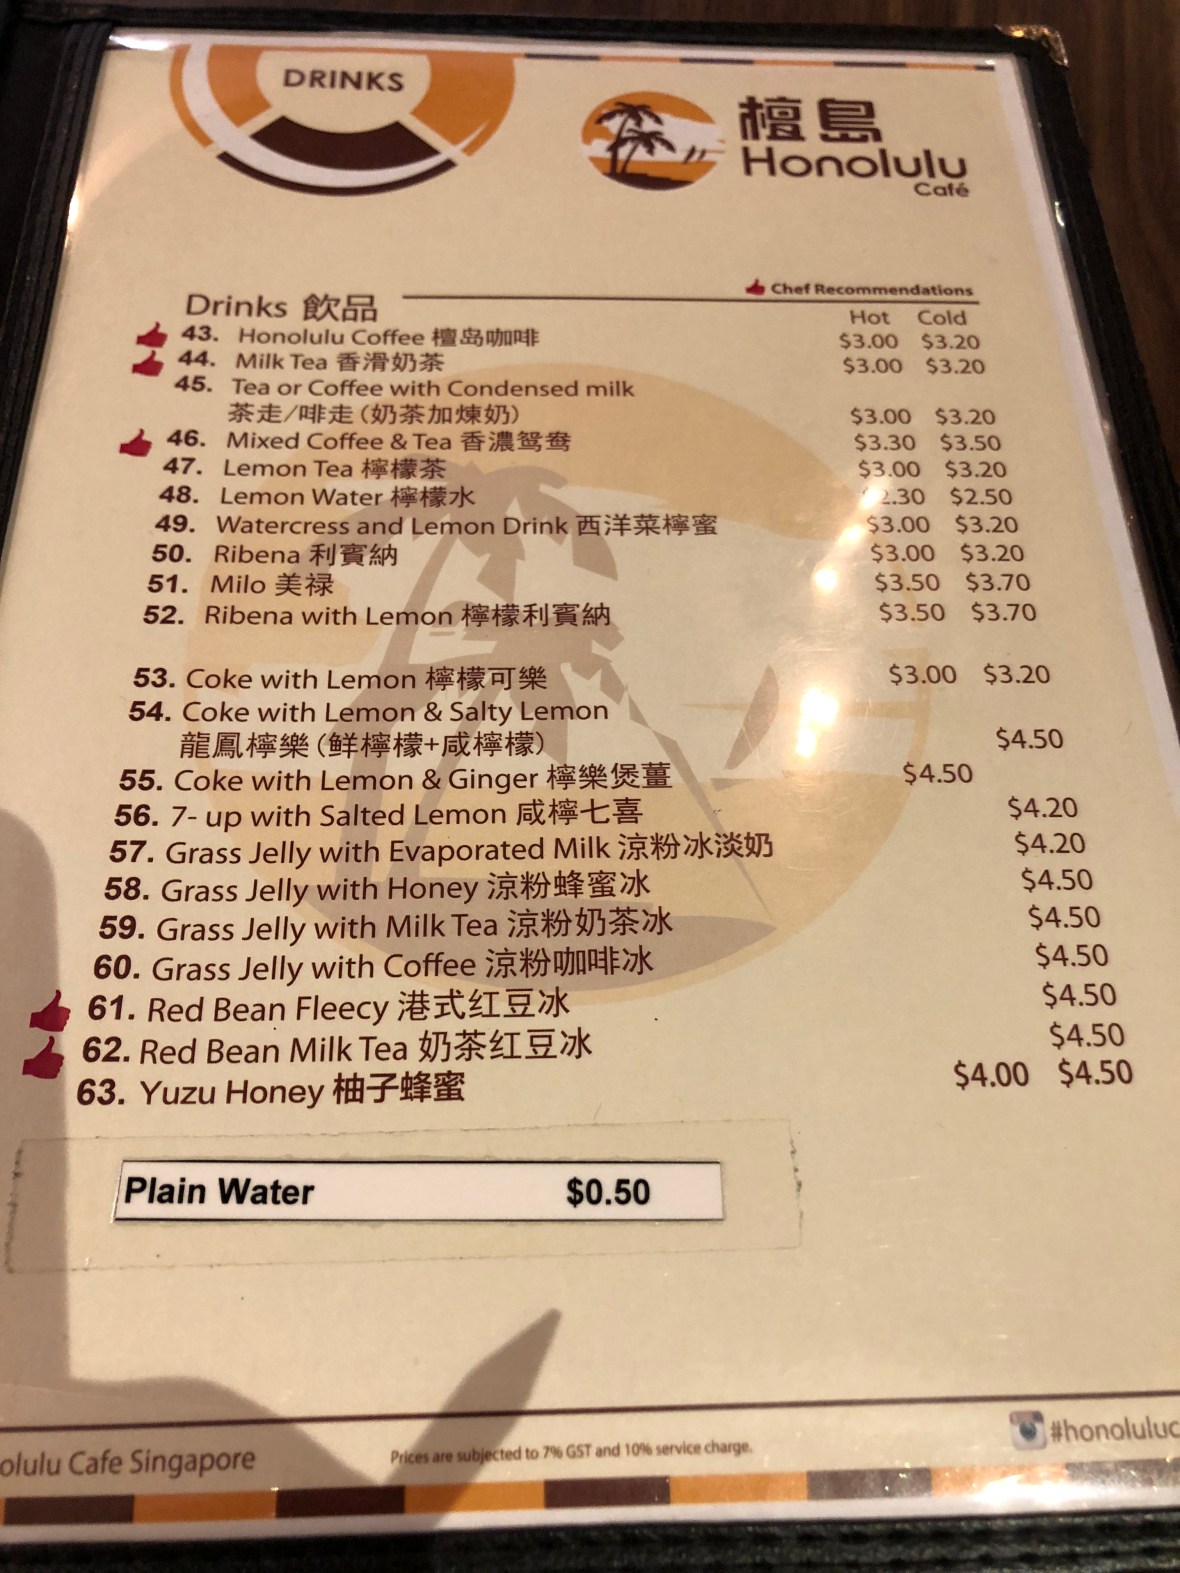 DRINKS
檀島
Honolulu
Café
Chef Recommendations
Drinks 飲品
Hot Cold
43. Honolulu Coffee 檀岛咖啡 $3.00 $3.20
44. Milk Tea 香滑奶茶 $3.00 $3.20
45. Tea or Coffee with Condensed milk
茶走/啡走 (奶茶加煉奶) $3.00 $3.20
46. Mixed Coffee & Tea 香濃鸳鸯 $3.30 $3.50
47. Lemon Tea 檸檬茶 $3.00 $3.20
48. Lemon Water 檸檬水 2.30 $2.50
49. Watercress and Lemon Drink 西洋菜檸蜜 $3.00 $3.20
50. Ribena 利賓納 $3.00 $3.20
51. Milo 美禄 $3.50 $3.70
52. Ribena with Lemon 檸檬利賓納 $3.50 $3.70
53. Coke with Lemon 檸檬可樂 $3.00 $3.20
54. Coke with Lemon & Salty Lemon
龍鳳檸樂 (鮮檸檬+咸檸檬) $4.50
55. Coke with Lemon & Ginger 檸樂煲薑 $4.50
56. 7- up with Salted Lemon 咸檸七喜 $4.20
57. Grass Jelly with Evaporated Milk 涼粉冰淡奶 $4.20
58. Grass Jelly with Honey 涼粉蜂蜜冰 $4.50
59. Grass Jelly with Milk Tea 涼粉奶茶冰 $4.50
60. Grass Jelly with Coffee 涼粉咖啡冰 $4.50
61. Red Bean Fleecy 港式红豆冰 $4.50
62. Red Bean Milk Tea 奶茶红豆冰 $4.50
63. Yuzu Honey 柚子蜂蜜 $4.00 $4.50
Plain Water $0.50
olulu Cafe Singapore
Prices are subjected to 7% GST and 10% service charge.
#honoluluc